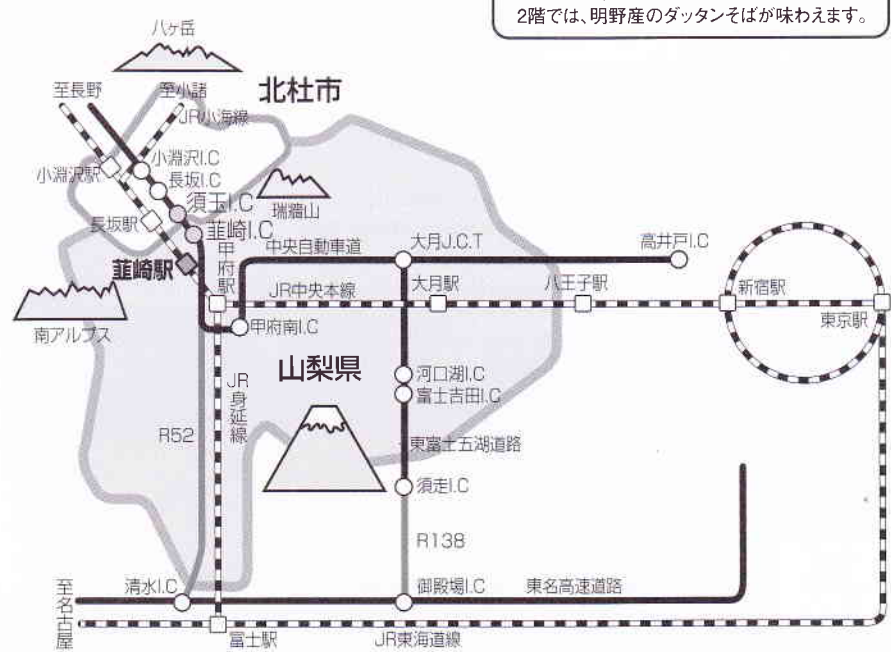 2階では、明野産のダッタンそばが味わえます。
八ヶ岳
至長野
至小諸
北杜市
JR小海線
小淵沢I.C
小淵沢駅
長坂I.C
須玉I.C
瑞牆山
長坂駅
韮崎I.C
中央自動車道
大月J.C.T
高井戸I.C
韮崎駅
甲府駅
JR中央本線
大月駅
八王子駅
新宿駅
東京駅
南アルプス
甲府南I.C
山梨県
河口湖I.C
富士吉田I.C
JR身延線
R52
東富士五湖道路
須走I.C
R138
清水I.C
御殿場I.C
東名高速道路
至名古屋
富士駅
JR東海道線